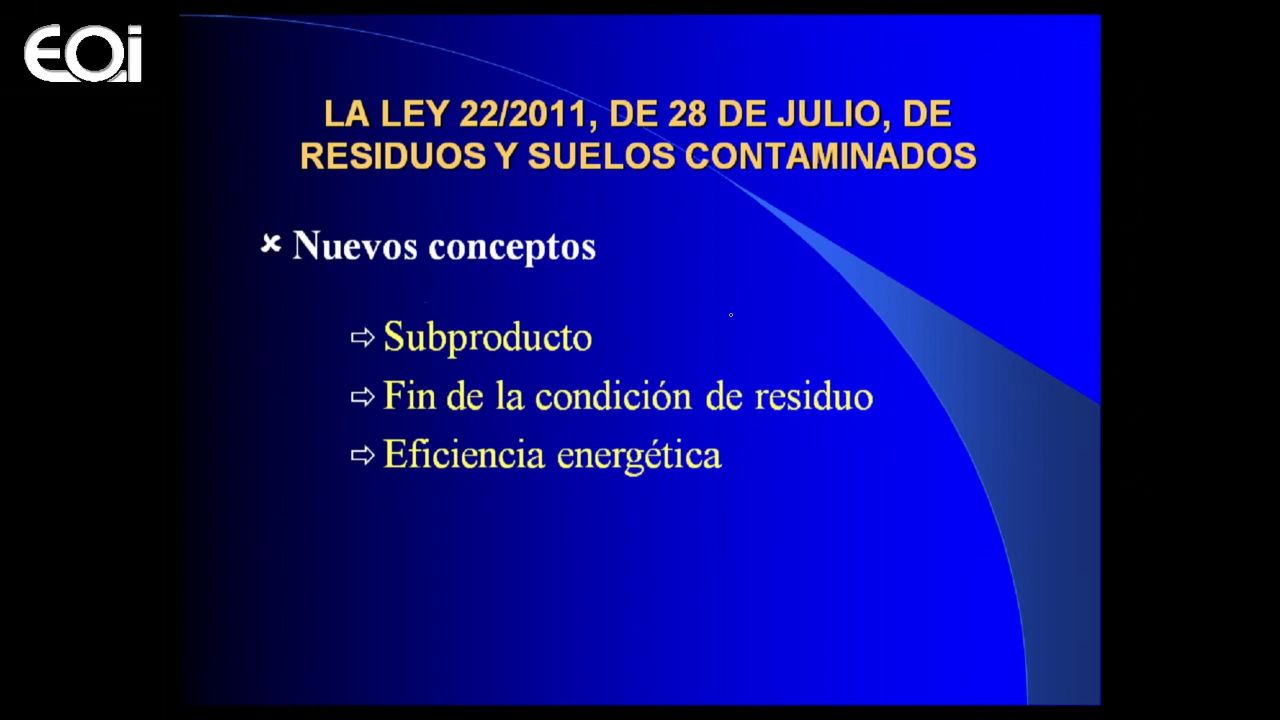 EOi
LA LEY 22/2011, DE 28 DE JULIO, DE
RESIDUOS Y SUELOS CONTAMINADOS
Nuevos conceptos
Subproducto
Fin de la condición de residuo
Eficiencia energética